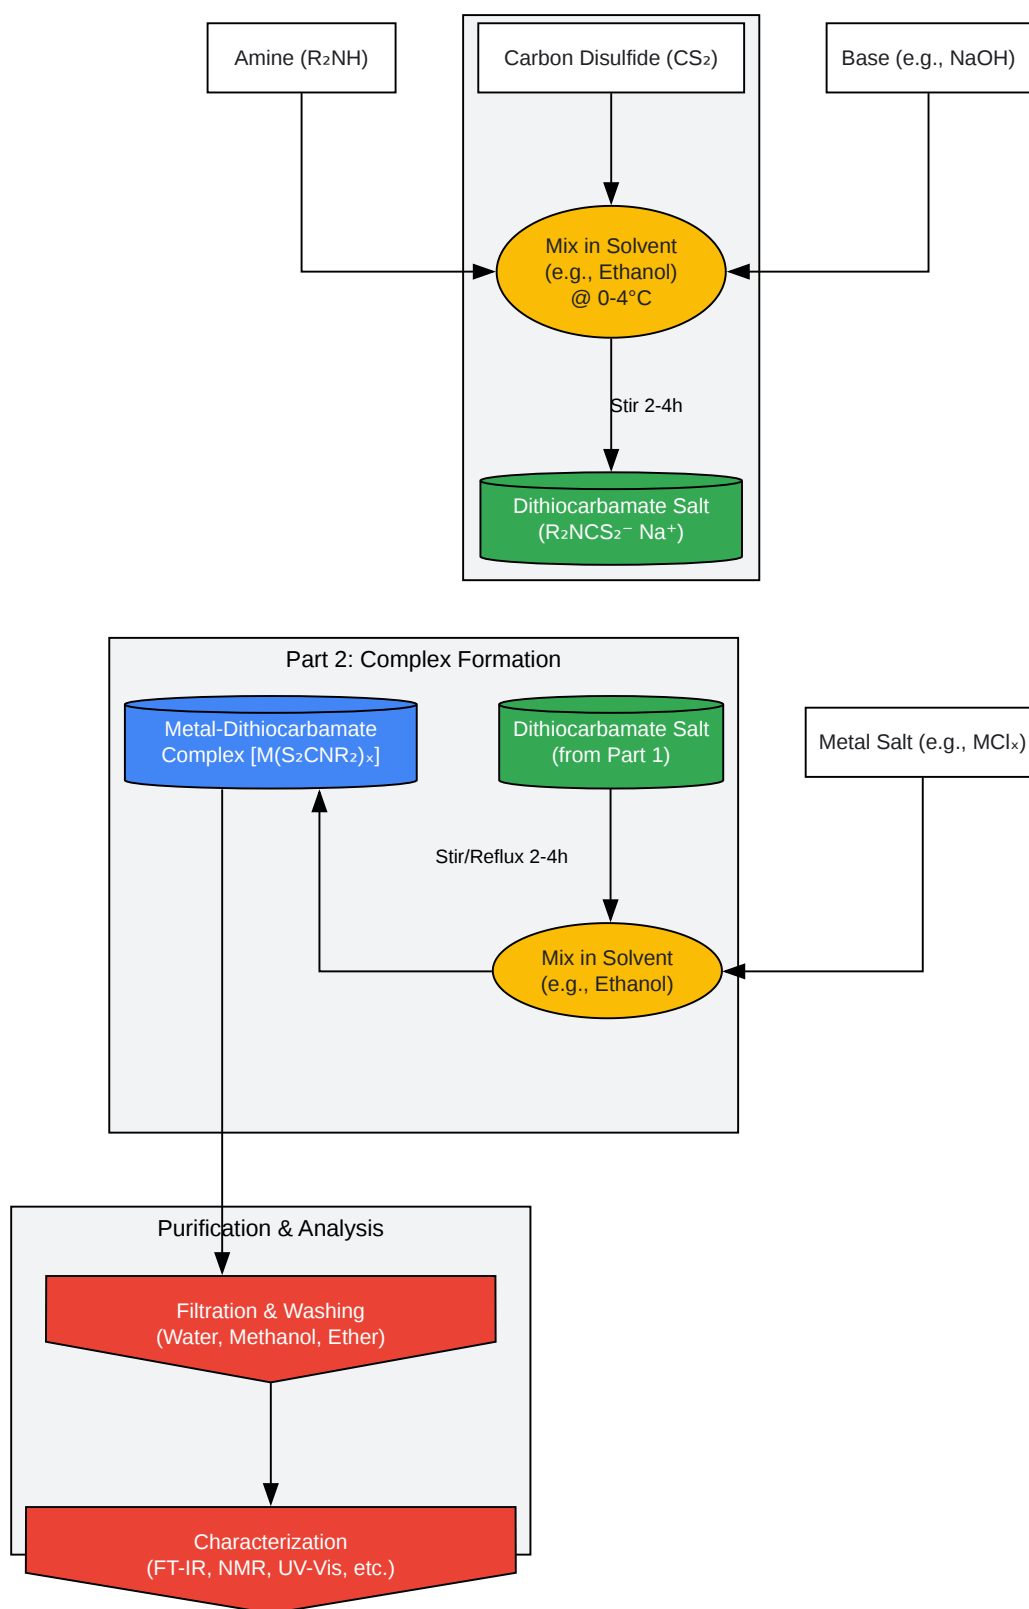 Amine (R₂NH)
Carbon Disulfide (CS₂)
Base (e.g., NaOH)
Mix in Solvent
(e.g., Ethanol)
@ 0-4°C
Stir 2-4h
Dithiocarbamate Salt
(R₂NCS₂⁻ Na⁺)
Part 2: Complex Formation
Metal-Dithiocarbamate
Complex [M(S₂CNR₂)ₓ]
Dithiocarbamate Salt
(from Part 1)
Metal Salt (e.g., MClₓ)
Stir/Reflux 2-4h
Mix in Solvent
(e.g., Ethanol)
Purification & Analysis
Filtration & Washing
(Water, Methanol, Ether)
Characterization
(FT-IR, NMR, UV-Vis, etc.)